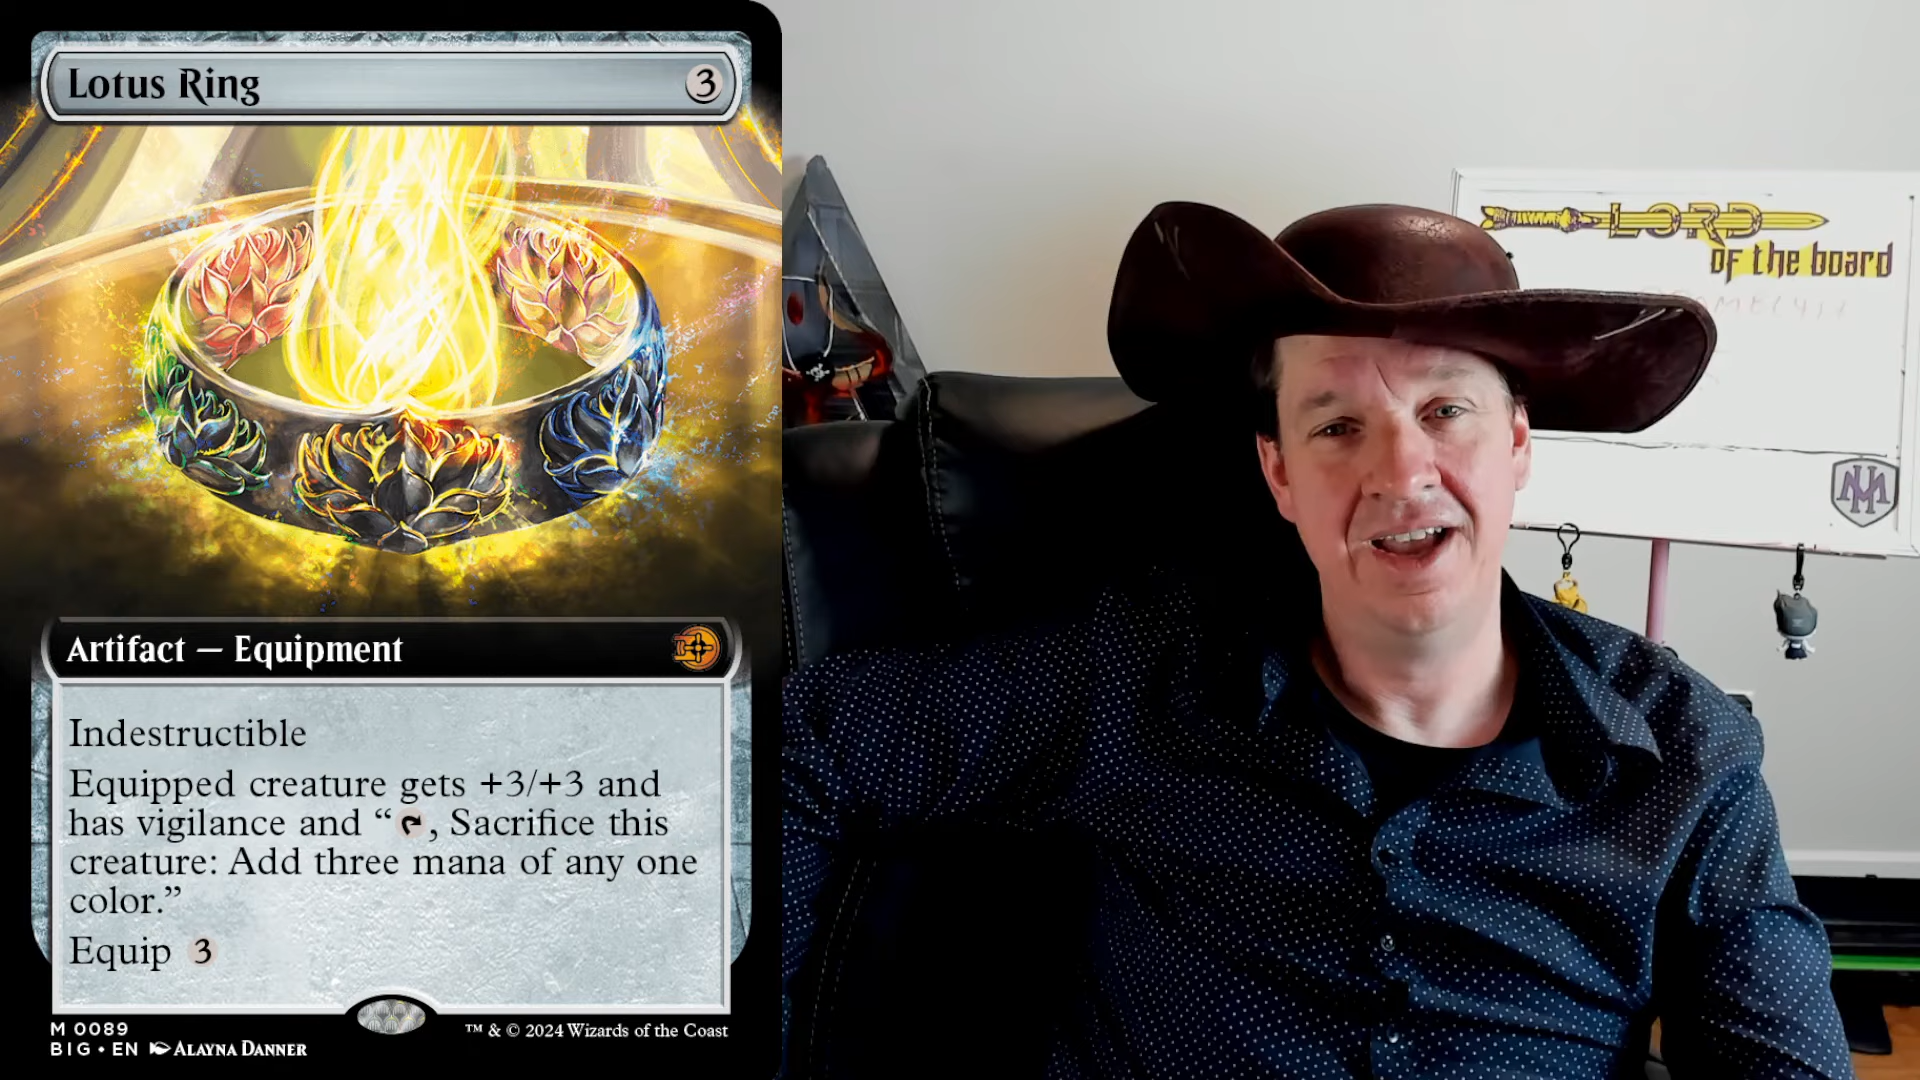 Lotus Ring 3
Artifact — Equipment
Indestructible
Equipped creature gets +3/+3 and
has vigilance and “ , Sacrifice this
creature: Add three mana of any one
color.”
Equip 3
M 0089
BIG • EN ALAYNA DANNER
™ & © 2024 Wizards of the Coast
LORD
of the board